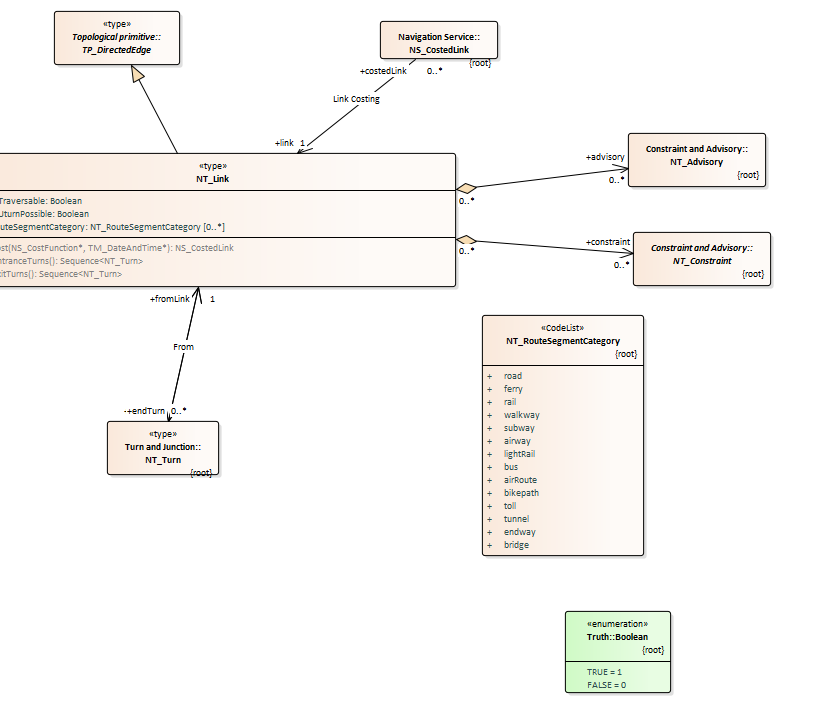 «type»
Topological primitive::
TP_DirectedEdge
Navigation Service::
NS_CostedLink
{root}
+costedLink 0..*
Link Costing
+link 1
«type»
NT_Link
Traversable: Boolean
UturnPossible: Boolean
uteSegmentCategory: NT_RouteSegmentCategory [0..*]
ost(NS_CostFunction*, TM_DateAndTime*): NS_CostedLink
ntranceTurns(): Sequence<NT_Turn>
xitTurns(): Sequence<NT_Turn>
+advisory
0..*
0..*
Constraint and Advisory::
NT_Advisory
{root}
+constraint
0..*
0..*
Constraint and Advisory::
NT_Constraint
{root}
+fromLink 1
From
-+endTurn 0..*
«type»
Turn and Junction::
NT_Turn
{root}
«CodeList»
NT_RouteSegmentCategory
{root}
+ road
+ ferry
+ rail
+ walkway
+ subway
+ airway
+ lightRail
+ bus
+ airRoute
+ bikepath
+ toll
+ tunnel
+ endway
+ bridge
«enumeration»
Truth::Boolean
{root}
TRUE = 1
FALSE = 0